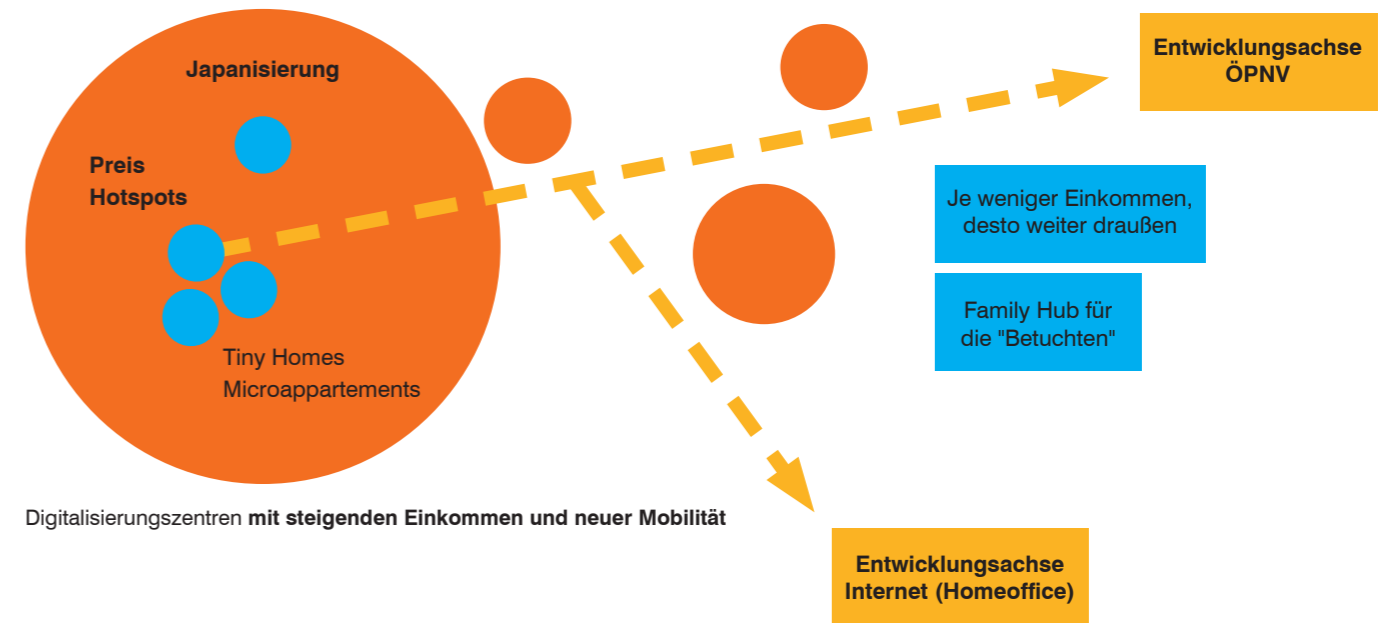 Japanisierung
Preis
Hotspots
Tiny Homes
Microappartements
Digitalisierungszentren mit steigenden Einkommen und neuer Mobilität
Entwicklungsachse
ÖPNV
Je weniger Einkommen,
desto weiter draußen
Family Hub für
die "Betuchten"
Entwicklungsachse
Internet (Homeoffice)